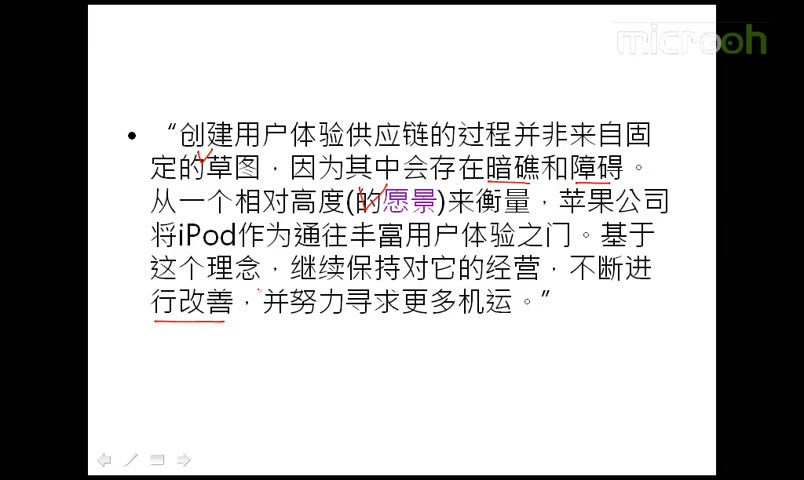 microoh
• “创建用户体验供应链的过程并非来自固
定的草图，因为其中会存在暗礁和障碍。
从一个相对高度(的愿景)来衡量，苹果公司
将iPod作为通往丰富用户体验之门。基于
这个理念，继续保持对它的经营，不断进
行改善，并努力寻求更多机运。”